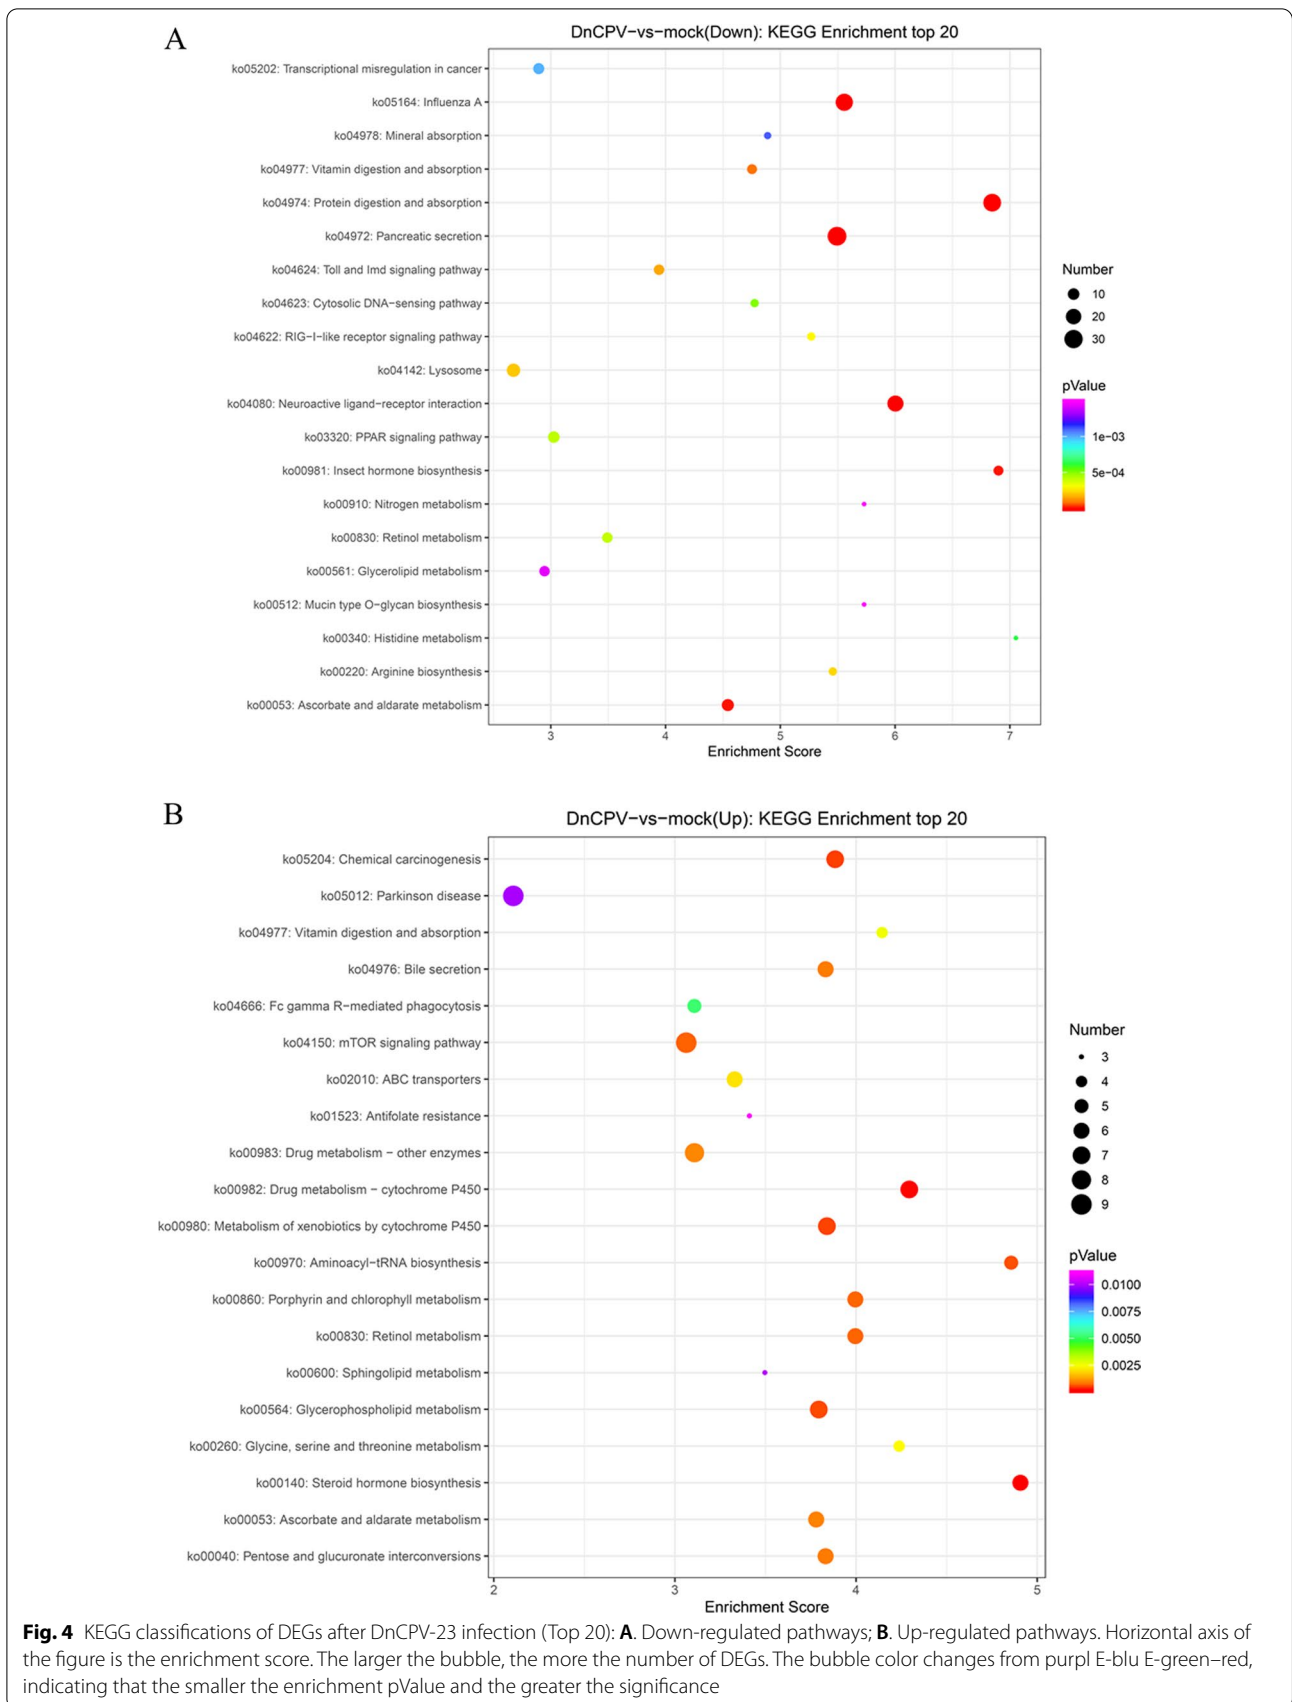 A
DnCPV−vs−mock(Down): KEGG Enrichment top 20
ko05202: Transcriptional misregulation in cancer
ko05164: Influenza A
ko04978: Mineral absorption
ko04977: Vitamin digestion and absorption
ko04974: Protein digestion and absorption
ko04972: Pancreatic secretion
ko04624: Toll and Imd signaling pathway
ko04623: Cytosolic DNA−sensing pathway
ko04622: RIG−I−like receptor signaling pathway
ko04142: Lysosome
ko04080: Neuroactive ligand−receptor interaction
ko03320: PPAR signaling pathway
ko00981: Insect hormone biosynthesis
ko00910: Nitrogen metabolism
ko00830: Retinol metabolism
ko00561: Glycerolipid metabolism
ko00512: Mucin type O−glycan biosynthesis
ko00340: Histidine metabolism
ko00220: Arginine biosynthesis
ko00053: Ascorbate and aldarate metabolism
3 4 5 6 7
Enrichment Score
Number
10
20
30
pValue
1e−03
5e−04
B
DnCPV−vs−mock(Up): KEGG Enrichment top 20
ko05204: Chemical carcinogenesis
ko05012: Parkinson disease
ko04977: Vitamin digestion and absorption
ko04976: Bile secretion
ko04666: Fc gamma R−mediated phagocytosis
ko04150: mTOR signaling pathway
ko02010: ABC transporters
ko01523: Antifolate resistance
ko00983: Drug metabolism − other enzymes
ko00982: Drug metabolism − cytochrome P450
ko00980: Metabolism of xenobiotics by cytochrome P450
ko00970: Aminoacyl−tRNA biosynthesis
ko00860: Porphyrin and chlorophyll metabolism
ko00830: Retinol metabolism
ko00600: Sphingolipid metabolism
ko00564: Glycerophospholipid metabolism
ko00260: Glycine, serine and threonine metabolism
ko00140: Steroid hormone biosynthesis
ko00053: Ascorbate and aldarate metabolism
ko00040: Pentose and glucuronate interconversions
2 3 4 5
Enrichment Score
Number
3
4
5
6
7
8
9
pValue
0.0100
0.0075
0.0050
0.0025
Fig. 4 KEGG classifications of DEGs after DnCPV-23 infection (Top 20): A. Down-regulated pathways; B. Up-regulated pathways. Horizontal axis of
the figure is the enrichment score. The larger the bubble, the more the number of DEGs. The bubble color changes from purpl E-blu E-green–red,
indicating that the smaller the enrichment pValue and the greater the significance